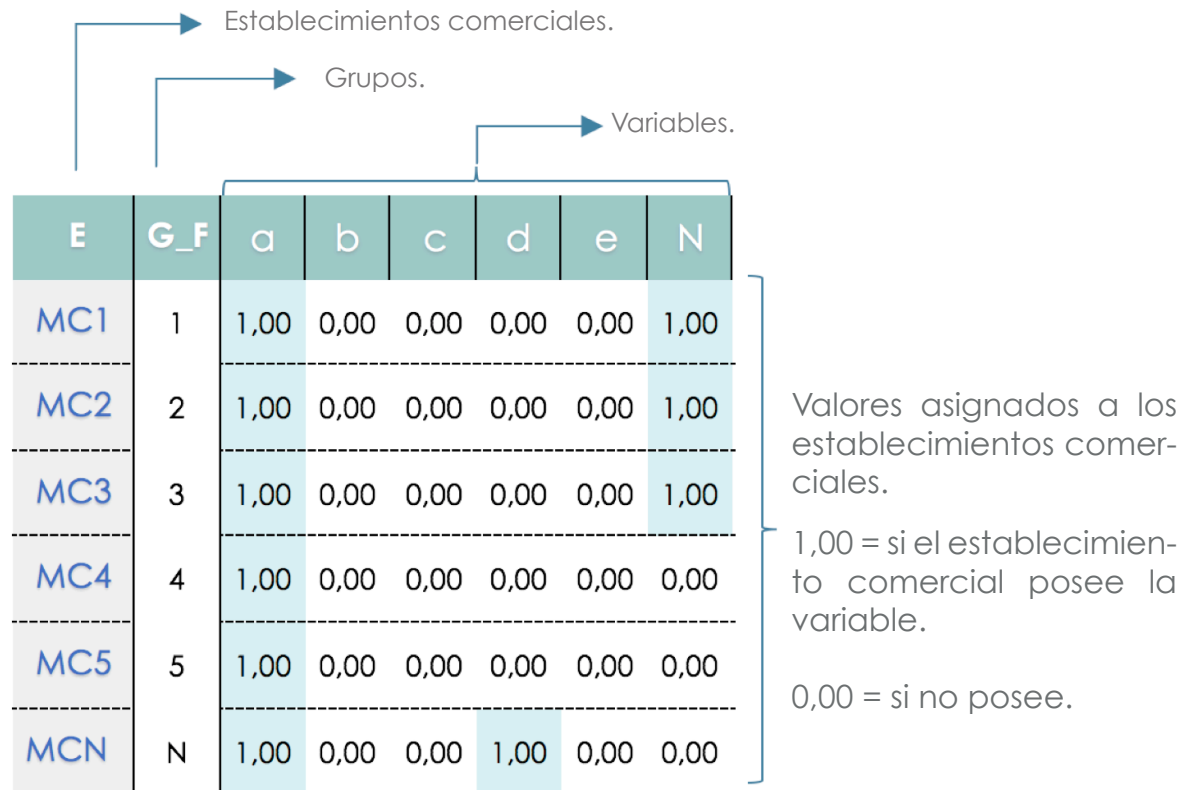 Establecimientos comerciales.
Grupos.
Variables.
E G_F a b c d e N
MC1 1 1,00 0,00 0,00 0,00 0,00 1,00
MC2 2 1,00 0,00 0,00 0,00 0,00 1,00
MC3 3 1,00 0,00 0,00 0,00 0,00 1,00
MC4 4 1,00 0,00 0,00 0,00 0,00 0,00
MC5 5 1,00 0,00 0,00 0,00 0,00 0,00
MCN N 1,00 0,00 0,00 1,00 0,00 0,00
Valores asignados a los
establecimientos comer-
ciales.
1,00 = si el establecimien-
to comercial posee la
variable.
0,00 = si no posee.